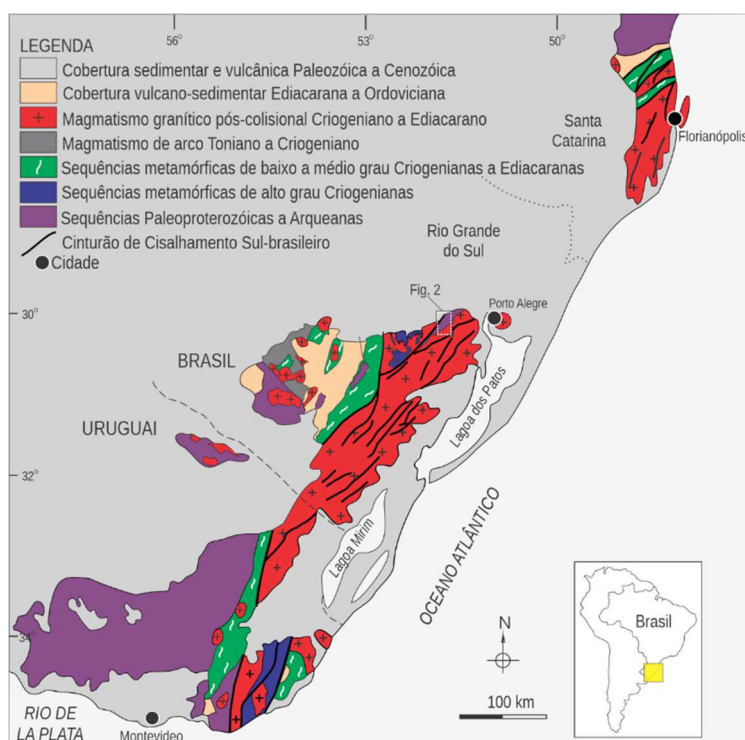 56°
53°
50°
LEGENDA
Cobertura sedimentar e vulcânica Paleozóica a Cenozóica
Cobertura vulcano-sedimentar Ediacarana a Ordoviciana
Magmatismo granítico pós-colisional Criogeniano a Ediacarano
Magmatismo de arco Toniano a Criogeniano
Sequências metamórficas de baixo a médio grau Criogenianas a Ediacaranas
Sequências metamórficas de alto grau Criogenianas
Sequências Paleoproterozóicas a Arqueanas
Cinturão de Cisalhamento Sul-brasileiro
Cidade
Santa
Catarina
Florianópolis
Rio Grande
do Sul
Fig. 2
Porto Alegre
30°
BRASIL
Lagoa dos Patos
URUGUAI
32°
Lagoa Mirim
OCEANO ATLÂNTICO
34°
N
Brasil
100 km
RIO DE
LA PLATA
Montevideo